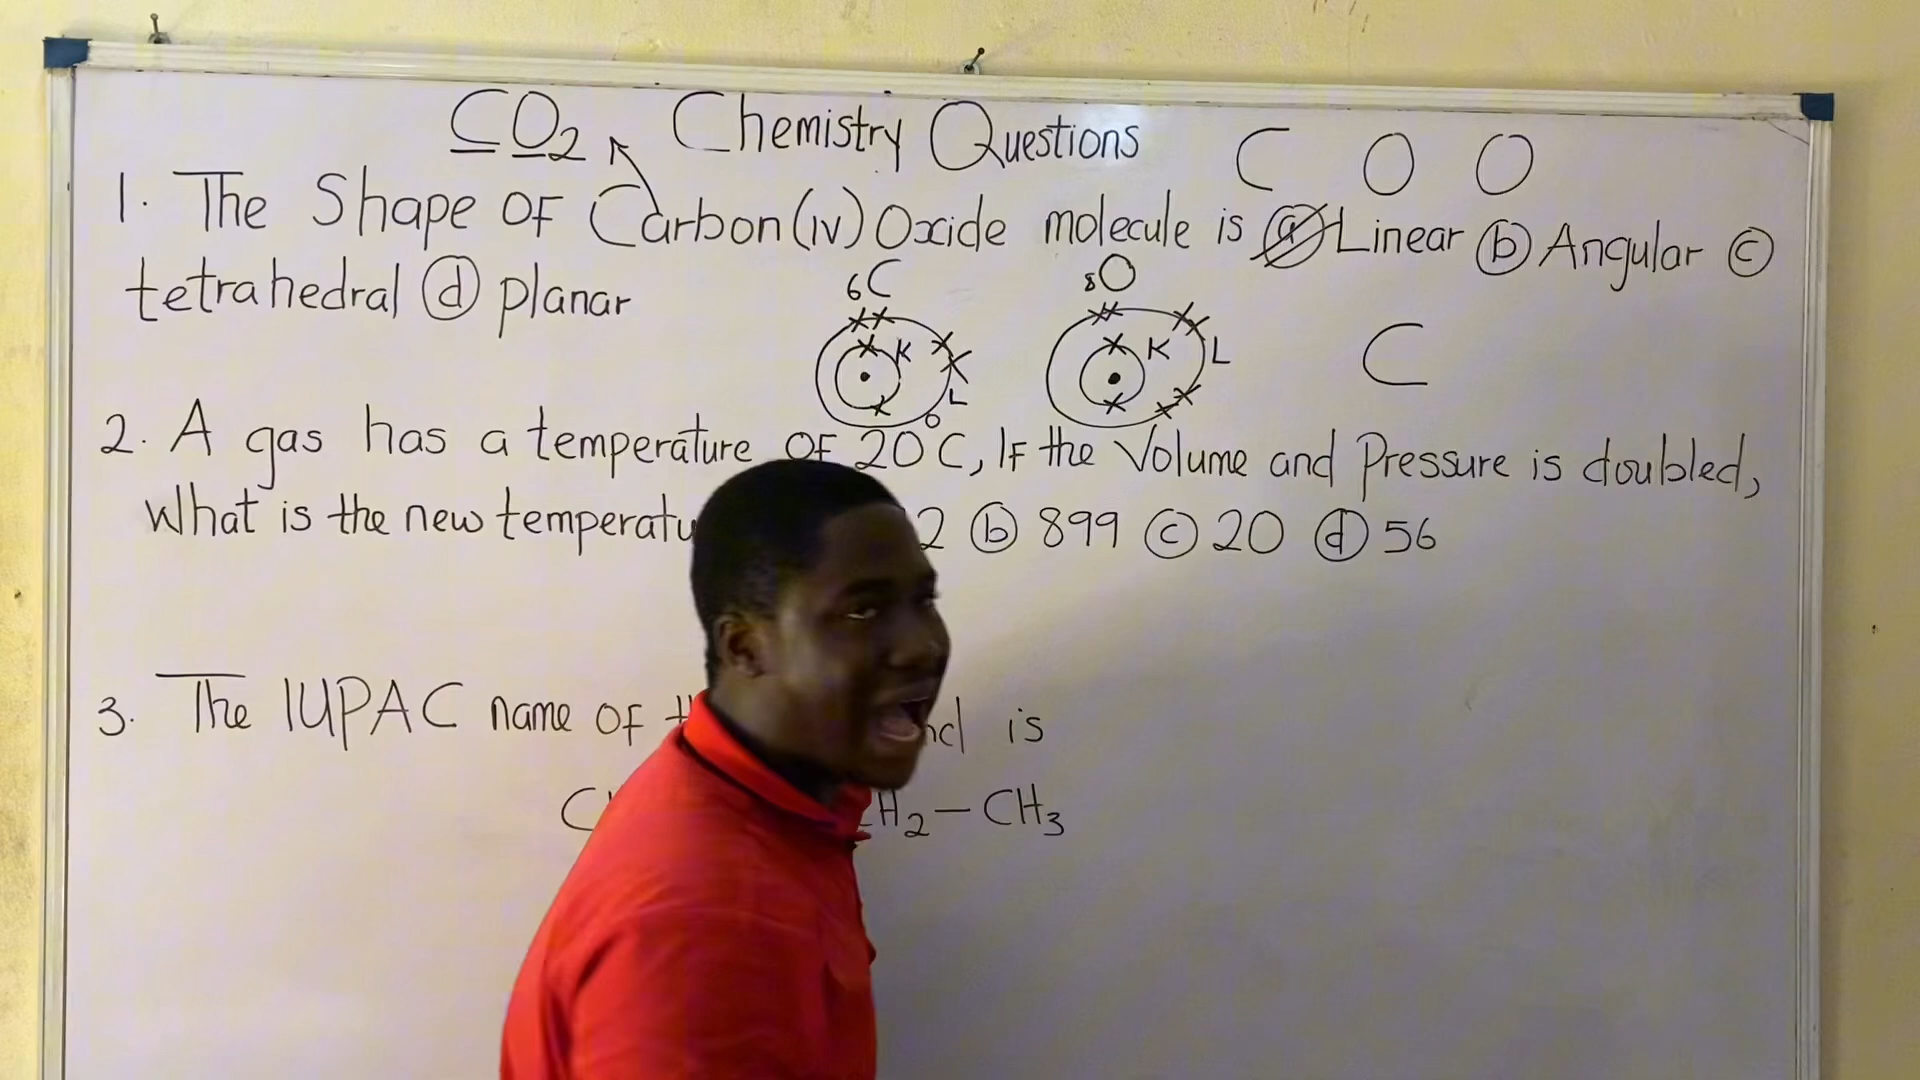 CO2 Chemistry Questions C O O
1. The Shape OF Carbon(iv) Oxide molecule is (a) Linear (b) Angular (c)
tetrahedral (d) planar
6C 8O
K L K L C
2. A gas has a temperature OF 20°C, IF the Volume and Pressure is doubled,
What is the new (b) 899 (c) 20 (d) 56
3. The IUPAC name OF is
H2-CH3